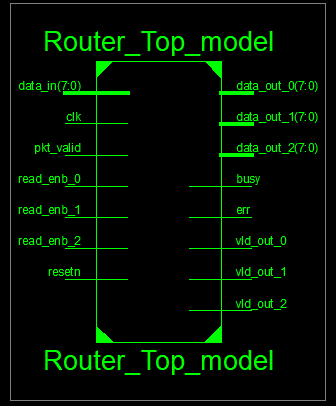 Router_Top_model
data_in(7:0)
data_out_0(7:0)
clk
data_out_1(7:0)
pkt_valid
data_out_2(7:0)
read_enb_0
busy
read_enb_1
err
read_enb_2
vld_out_0
resetn
vld_out_1
vld_out_2
Router_Top_model